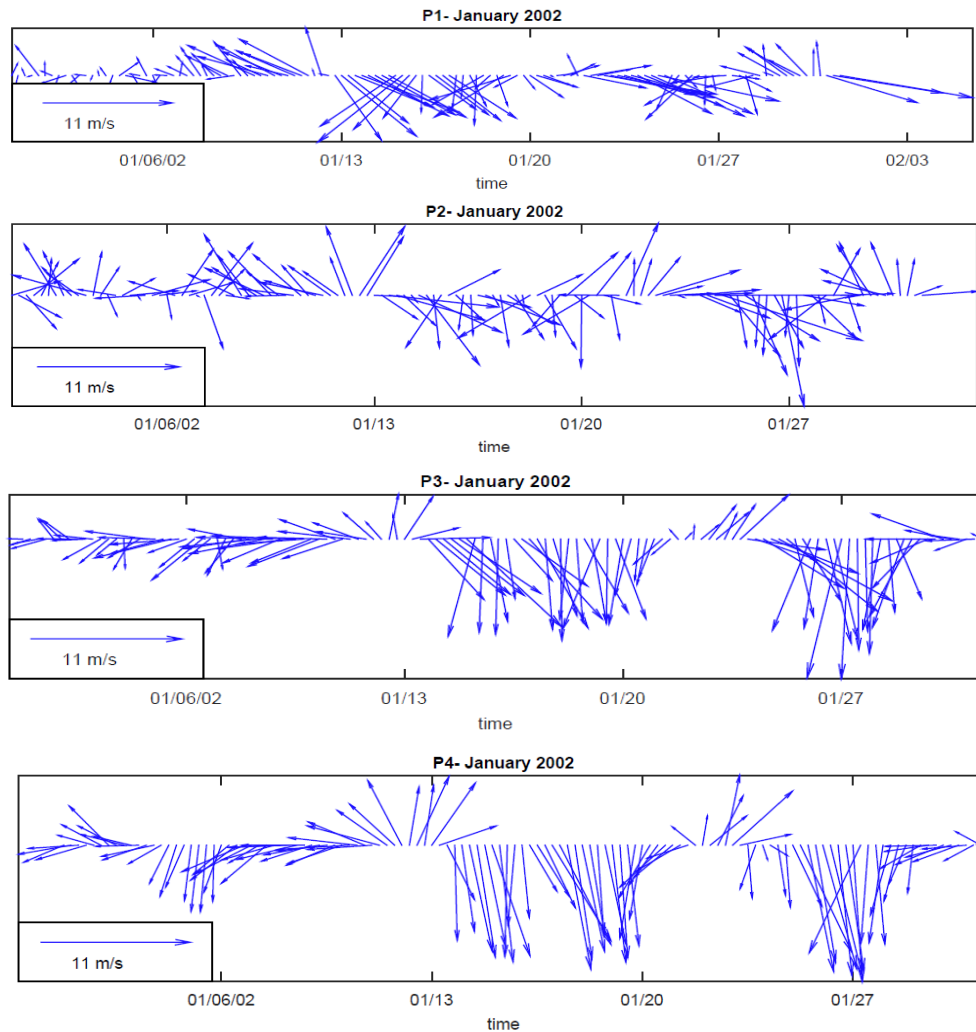 P1- January 2002
11 m/s
01/06/02 01/13 01/20 01/27 02/03
time
P2- January 2002
11 m/s
01/06/02 01/13 01/20 01/27
time
P3- January 2002
11 m/s
01/06/02 01/13 01/20 01/27
time
P4- January 2002
11 m/s
01/06/02 01/13 01/20 01/27
time